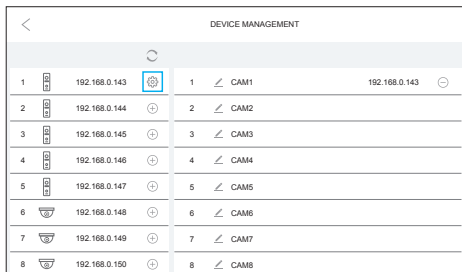 DEVICE MANAGEMENT
1 192.168.0.143 1 CAM1 192.168.0.143
2 192.168.0.144 2 CAM2
3 192.168.0.145 3 CAM3
4 192.168.0.146 4 CAM4
5 192.168.0.147 5 CAM5
6 192.168.0.148 6 CAM6
7 192.168.0.149 7 CAM7
8 192.168.0.150 8 CAM8